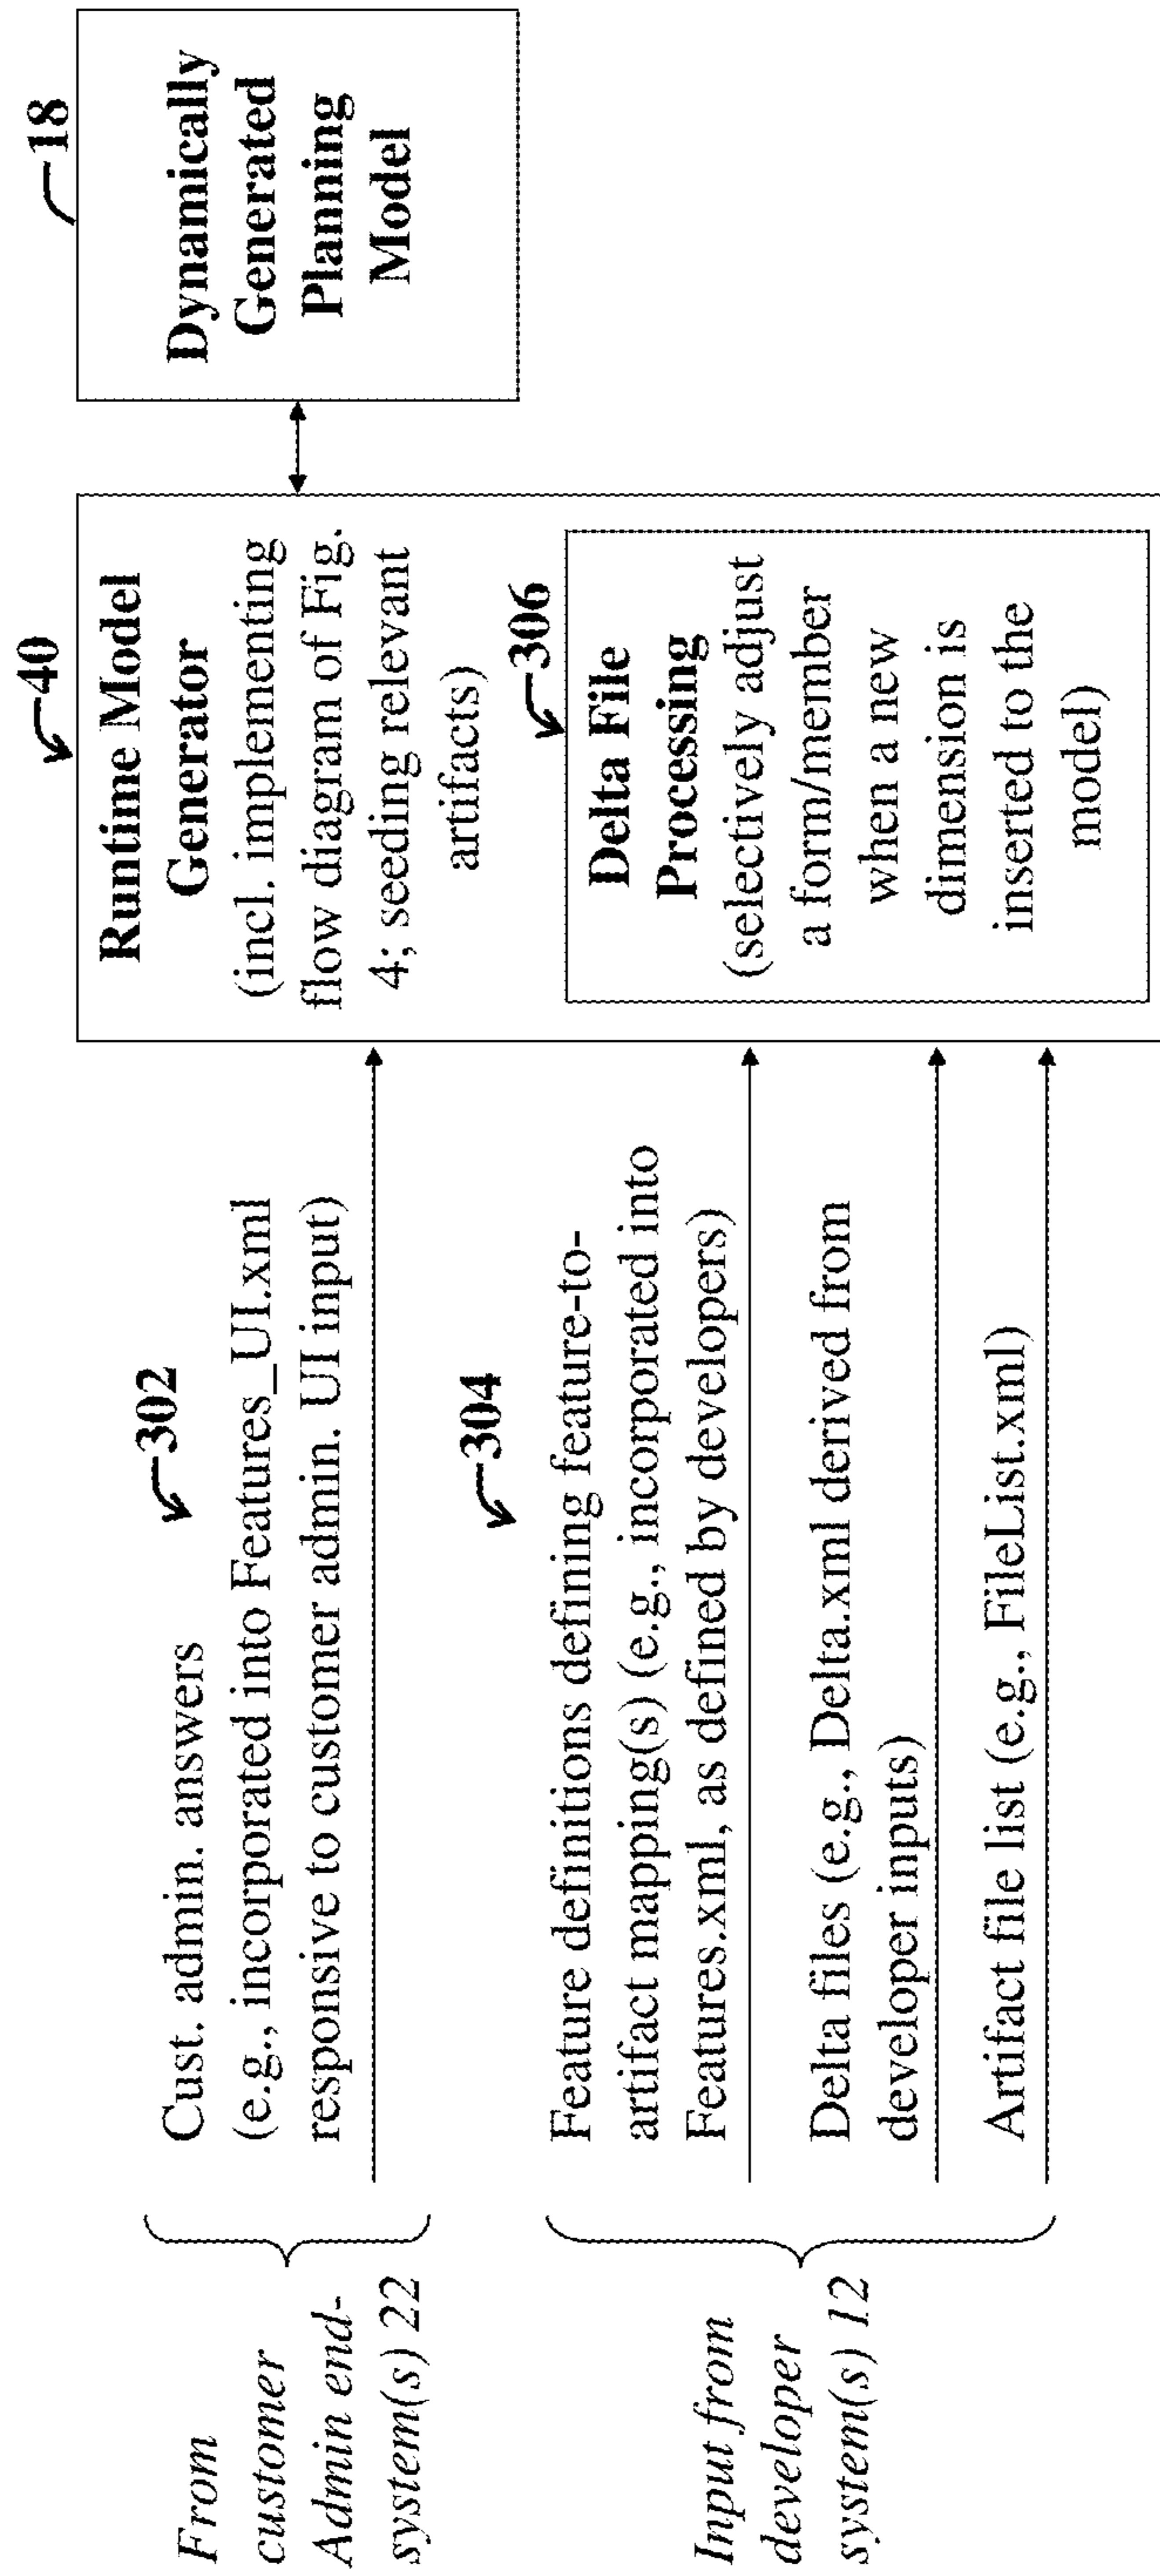 From
customer
Admin end-
system(s) 22
302
Cust. admin. answers
(e.g., incorporated into Features_UI.xml
responsive to customer admin. UI input)
Input from
developer
system(s) 12
304
Feature definitions defining feature-to-
artifact mapping(s) (e.g., incorporated into
Features.xml, as defined by developers)
Delta files (e.g., Delta.xml derived from
developer inputs)
Artifact file list (e.g., FileList.xml)
40
Runtime Model
Generator
(incl. implementing
flow diagram of Fig.
4; seeding relevant
artifacts)
306
Delta File
Processing
(selectively adjust
a form/member
when a new
dimension is
inserted to the
model)
18
Dynamically
Generated
Planning
Model